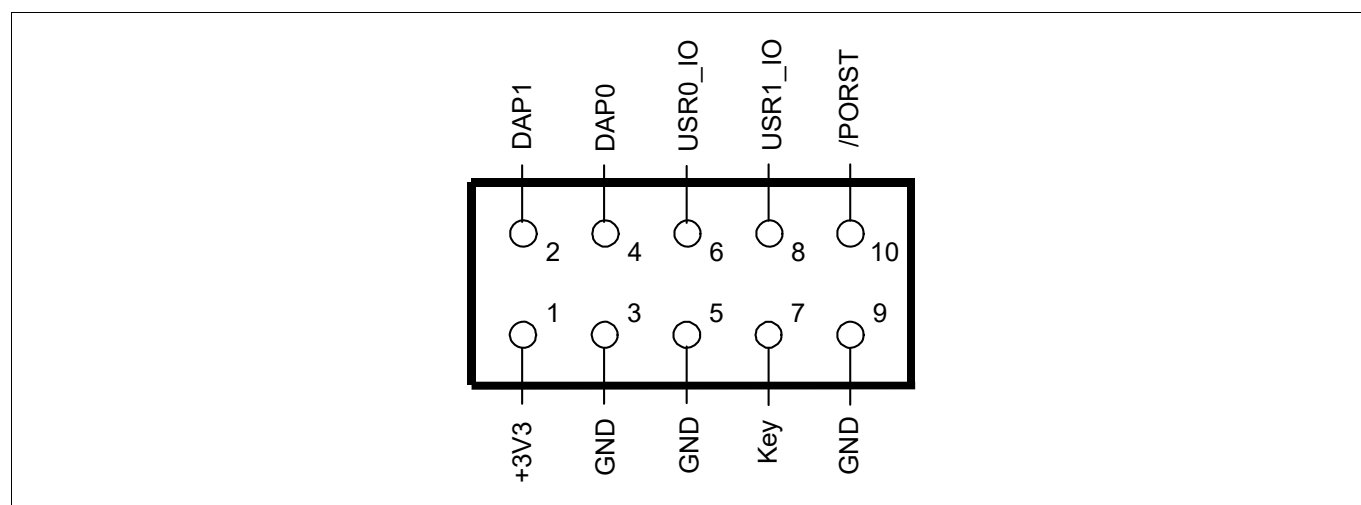 DAP1
DAP0
USR0_IO
USR1_IO
/PORST
2
4
6
8
10
1
3
5
7
9
+3V3
GND
GND
Key
GND